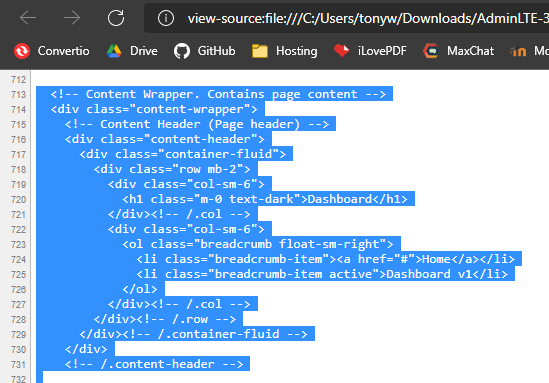 view-source:file:///C:/Users/tonyw/Downloads/AdminLTE-3
Convertio Drive GitHub Hosting iLovePDF MaxChat Mo
712
713 <!-- Content Wrapper. Contains page content -->
714 <div class="content-wrapper">
715 <!-- Content Header (Page header) -->
716 <div class="content-header">
717 <div class="container-fluid">
718 <div class="row mb-2">
719 <div class="col-sm-6">
720 <h1 class="m-0 text-dark">Dashboard</h1>
721 </div><!-- /.col -->
722 <div class="col-sm-6">
723 <ol class="breadcrumb float-sm-right">
724 <li class="breadcrumb-item"><a href="#">Home</a></li>
725 <li class="breadcrumb-item active">Dashboard v1</li>
726 </ol>
727 </div><!-- /.col -->
728 </div><!-- /.row -->
729 </div><!-- /.container-fluid -->
730 </div>
731 <!-- /.content-header -->
732